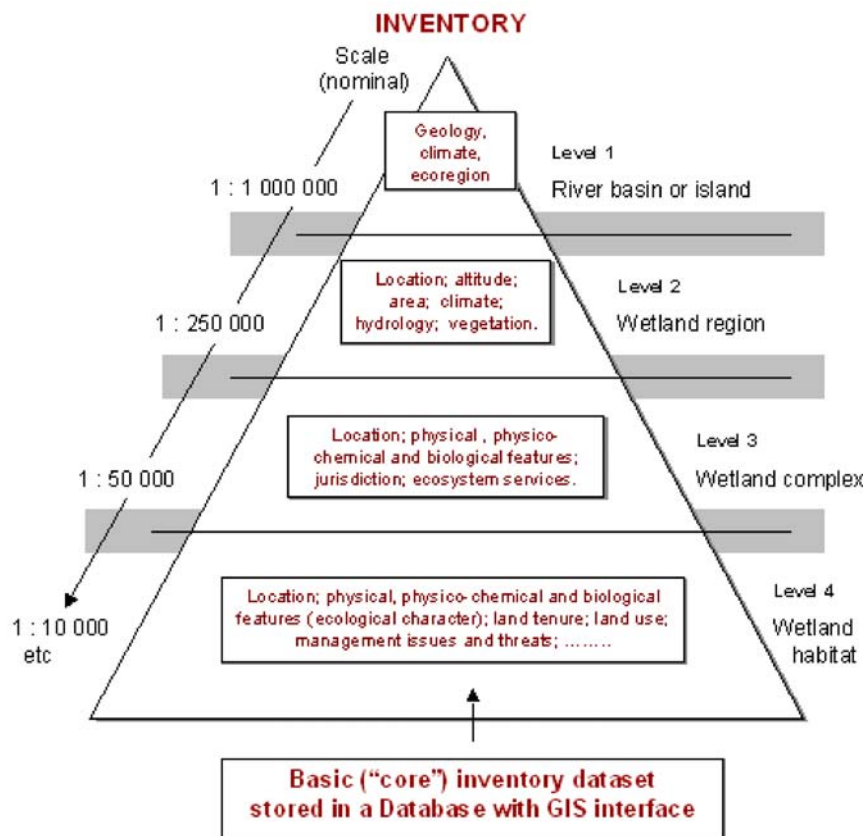 INVENTORY
Scale
(nominal)
Geology,
climate,
ecoregion
Level 1
1 : 1 000 000
River basin or island
Location; attitude;
area; climate;
hydrology; vegetation.
Level 2
1 : 250 000
Wetland region
Location; physical , physico-
chemical and biological features;
jurisdiction; ecosystem services.
Level 3
1 : 50 000
Wetland complex
Location; physical, physico-chemical and biological
features (ecological character); land tenure; land use;
management issues and threats; ........
Level 4
1 : 10 000
etc
Wetland
habitat
Basic (“core”) inventory dataset
stored in a Database with GIS interface